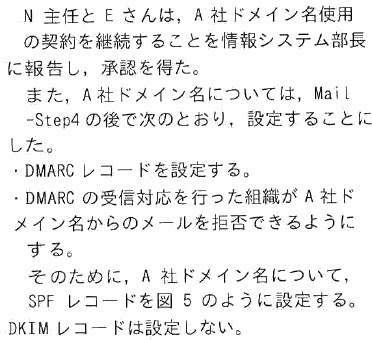 N 主任と E さんは，A 社ドメイン名使用
の契約を継続することを情報システム部長
に報告し，承認を得た。
また，A 社ドメイン名については，Mail
-Step4 の後で次のとおり，設定することに
した。
・DMARC レコードを設定する。
・DMARC の受信対応を行った組織が A 社ド
メイン名からのメールを拒否できるように
する。
そのために，A 社ドメイン名について，
SPF レコードを図 5 のように設定する。
DKIM レコードは設定しない。